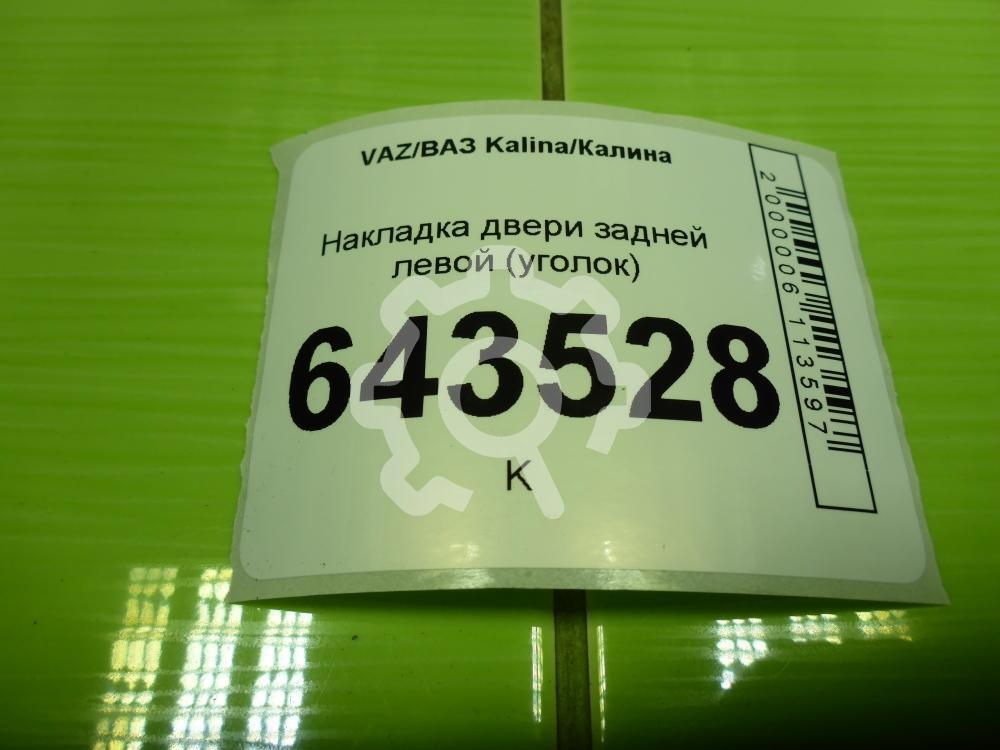 VAZ/ВАЗ Kalina/Калина
Накладка двери задней
левой (уголок)
643528
К
2000006113597